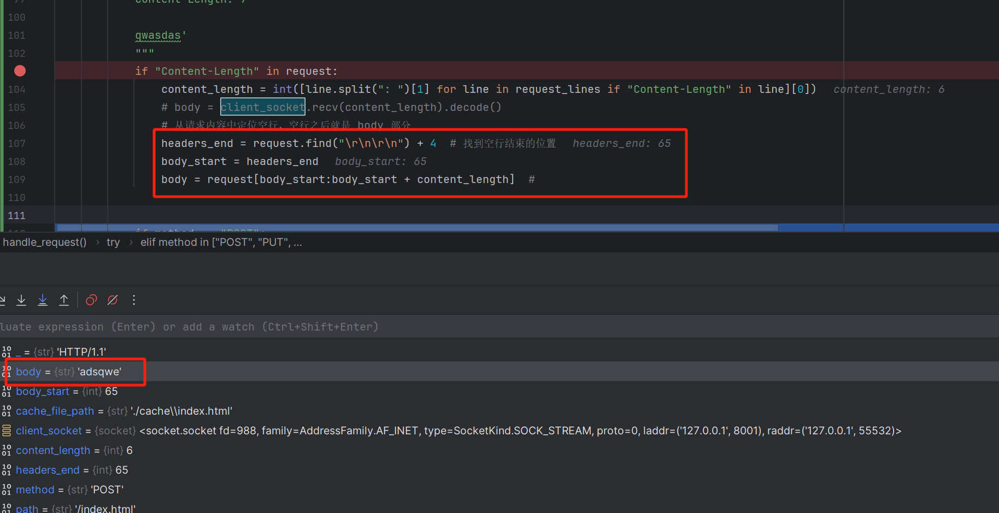 99 Content-Length: 7
100
101 qwasdas'
102 """
if "Content-Length" in request:
104 content_length = int([line.split(": ")[1] for line in request_lines if "Content-Length" in line][0]) content_length: 6
105 # body = client_socket.recv(content_length).decode()
106 # 从请求内容中定位空行，空行之后就是 body 部分
107 headers_end = request.find("\r\n\r\n") + 4 # 找到空行结束的位置 headers_end: 65
108 body_start = headers_end body_start: 65
109 body = request[body_start:body_start + content_length] #
110
111
handle_request() › try › elif method in ["POST", "PUT", ...
luate expression (Enter) or add a watch (Ctrl+Shift+Enter)
_ = {str} 'HTTP/1.1'
body = {str} 'adsqwe'
body_start = {int} 65
cache_file_path = {str} './cache\\index.html'
client_socket = {socket} <socket.socket fd=988, family=AddressFamily.AF_INET, type=SocketKind.SOCK_STREAM, proto=0, laddr=('127.0.0.1', 8001), raddr=('127.0.0.1', 55532)>
content_length = {int} 6
headers_end = {int} 65
method = {str} 'POST'
path = {str} '/index.html'